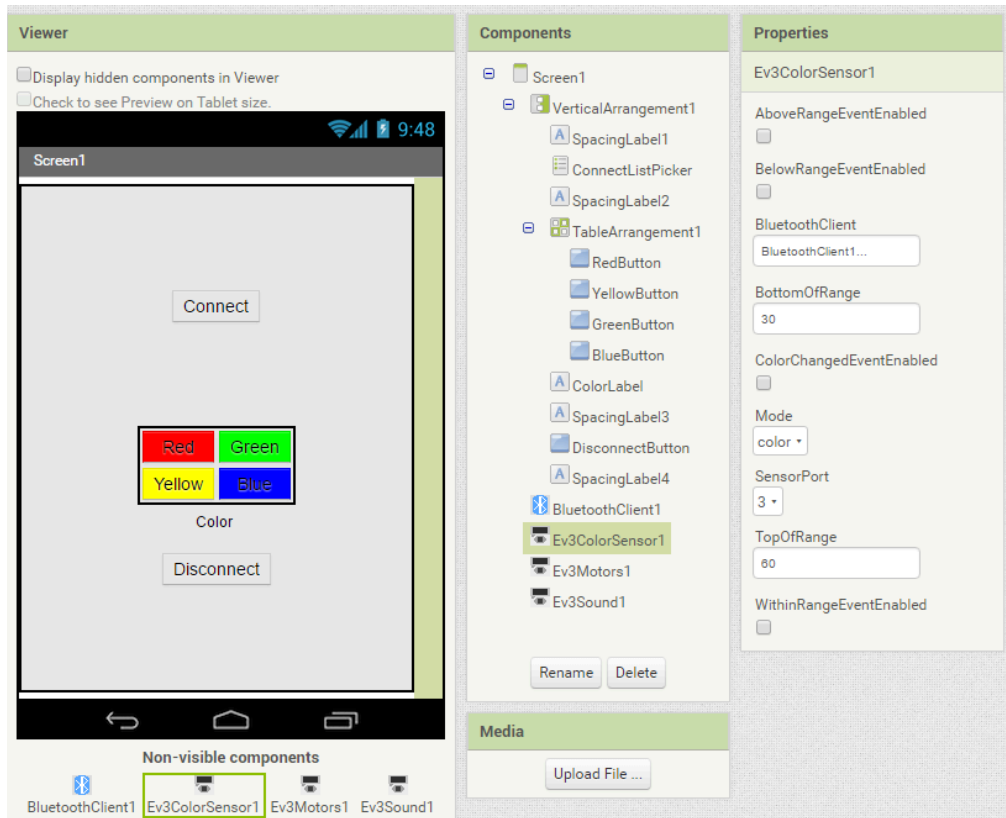 Viewer
Display hidden components in Viewer
Check to see Preview on Tablet size.
9:48
Screen1
Connect
Red Green
Yellow Blue
Color
Disconnect
Non-visible components
BluetoothClient1 Ev3ColorSensor1 Ev3Motors1 Ev3Sound1
Components
Screen1
VerticalArrangement1
A SpacingLabel1
ConnectListPicker
A SpacingLabel2
TableArrangement1
RedButton
YellowButton
GreenButton
BlueButton
A ColorLabel
A SpacingLabel3
DisconnectButton
A SpacingLabel4
BluetoothClient1
Ev3ColorSensor1
Ev3Motors1
Ev3Sound1
Rename Delete
Media
Upload File ...
Properties
Ev3ColorSensor1
AboveRangeEventEnabled
BelowRangeEventEnabled
BluetoothClient
BluetoothClient1...
BottomOfRange
30
ColorChangedEventEnabled
Mode
color
SensorPort
3
TopOfRange
60
WithinRangeEventEnabled